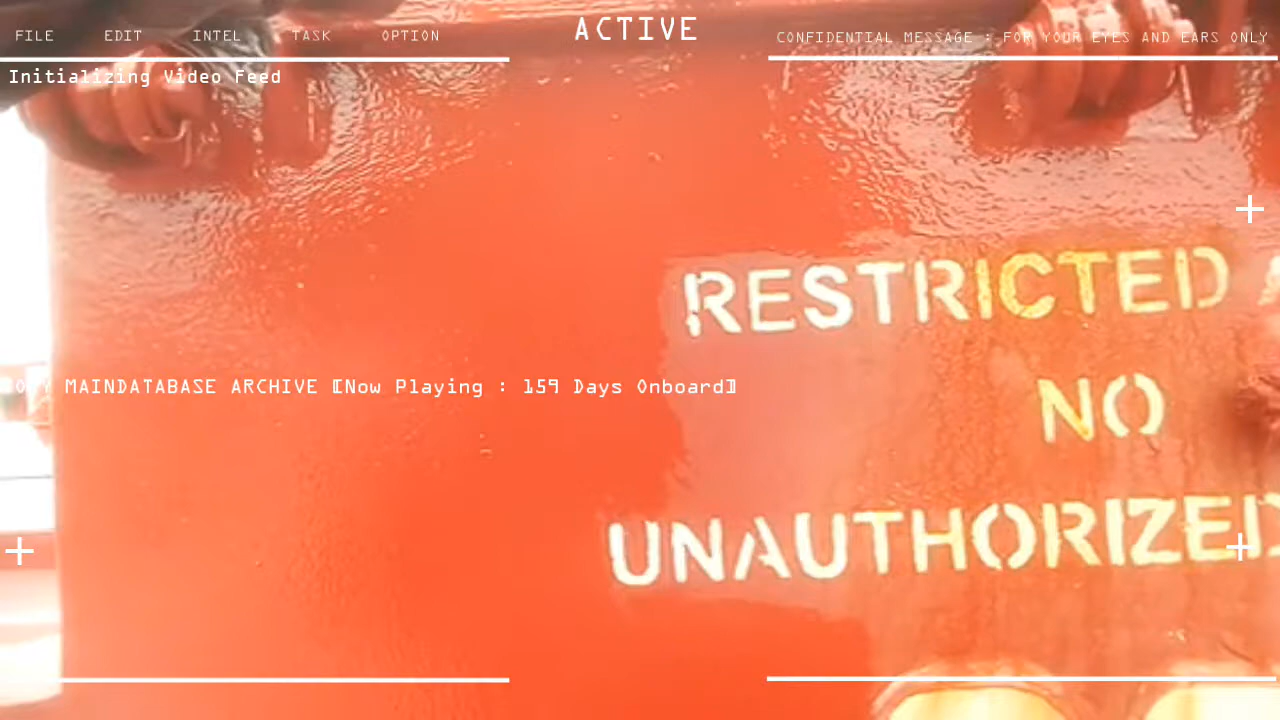 FILE EDIT INTEL TASK OPTION
ACTIVE
CONFIDENTIAL MESSAGE : FOR YOUR EYES AND EARS ONLY
Initializing Video Feed
RESTRICTED
MAINDATABASE ARCHIVE [Now Playing : 159 Days Onboard]
NO
UNAUTHORIZED